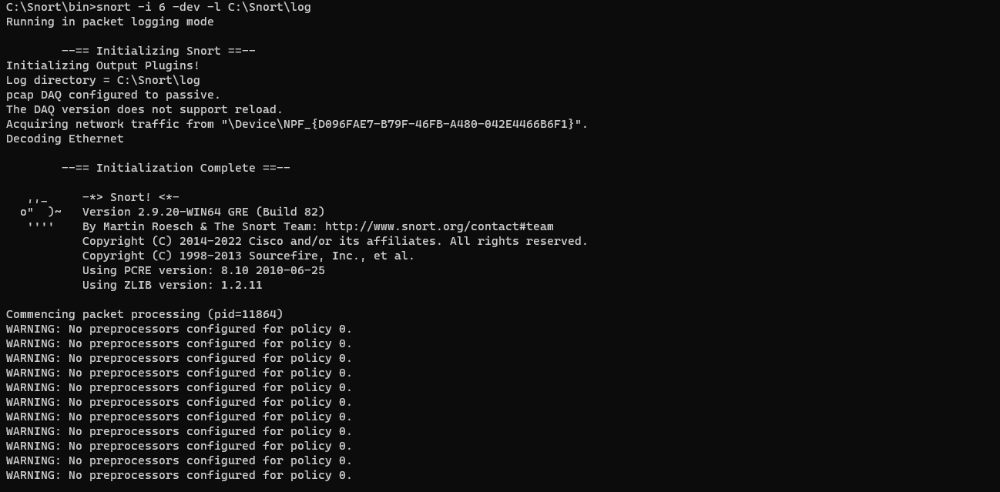 C:\Snort\bin>snort -i 6 -dev -l C:\Snort\log
Running in packet logging mode
--== Initializing Snort ==--
Initializing Output Plugins!
Log directory = C:\Snort\log
pcap DAQ configured to passive.
The DAQ version does not support reload.
Acquiring network traffic from "\Device\NPF_{D096FAE7-B79F-46FB-A480-042E4466B6F1}".
Decoding Ethernet
--== Initialization Complete ==--
,,_     -*> Snort! <*-
o"  )~   Version 2.9.20-WIN64 GRE (Build 82)
''''    By Martin Roesch & The Snort Team: http://www.snort.org/contact#team
Copyright (C) 2014-2022 Cisco and/or its affiliates. All rights reserved.
Copyright (C) 1998-2013 Sourcefire, Inc., et al.
Using PCRE version: 8.10 2010-06-25
Using ZLIB version: 1.2.11
Commencing packet processing (pid=11864)
WARNING: No preprocessors configured for policy 0.
WARNING: No preprocessors configured for policy 0.
WARNING: No preprocessors configured for policy 0.
WARNING: No preprocessors configured for policy 0.
WARNING: No preprocessors configured for policy 0.
WARNING: No preprocessors configured for policy 0.
WARNING: No preprocessors configured for policy 0.
WARNING: No preprocessors configured for policy 0.
WARNING: No preprocessors configured for policy 0.
WARNING: No preprocessors configured for policy 0.
WARNING: No preprocessors configured for policy 0.